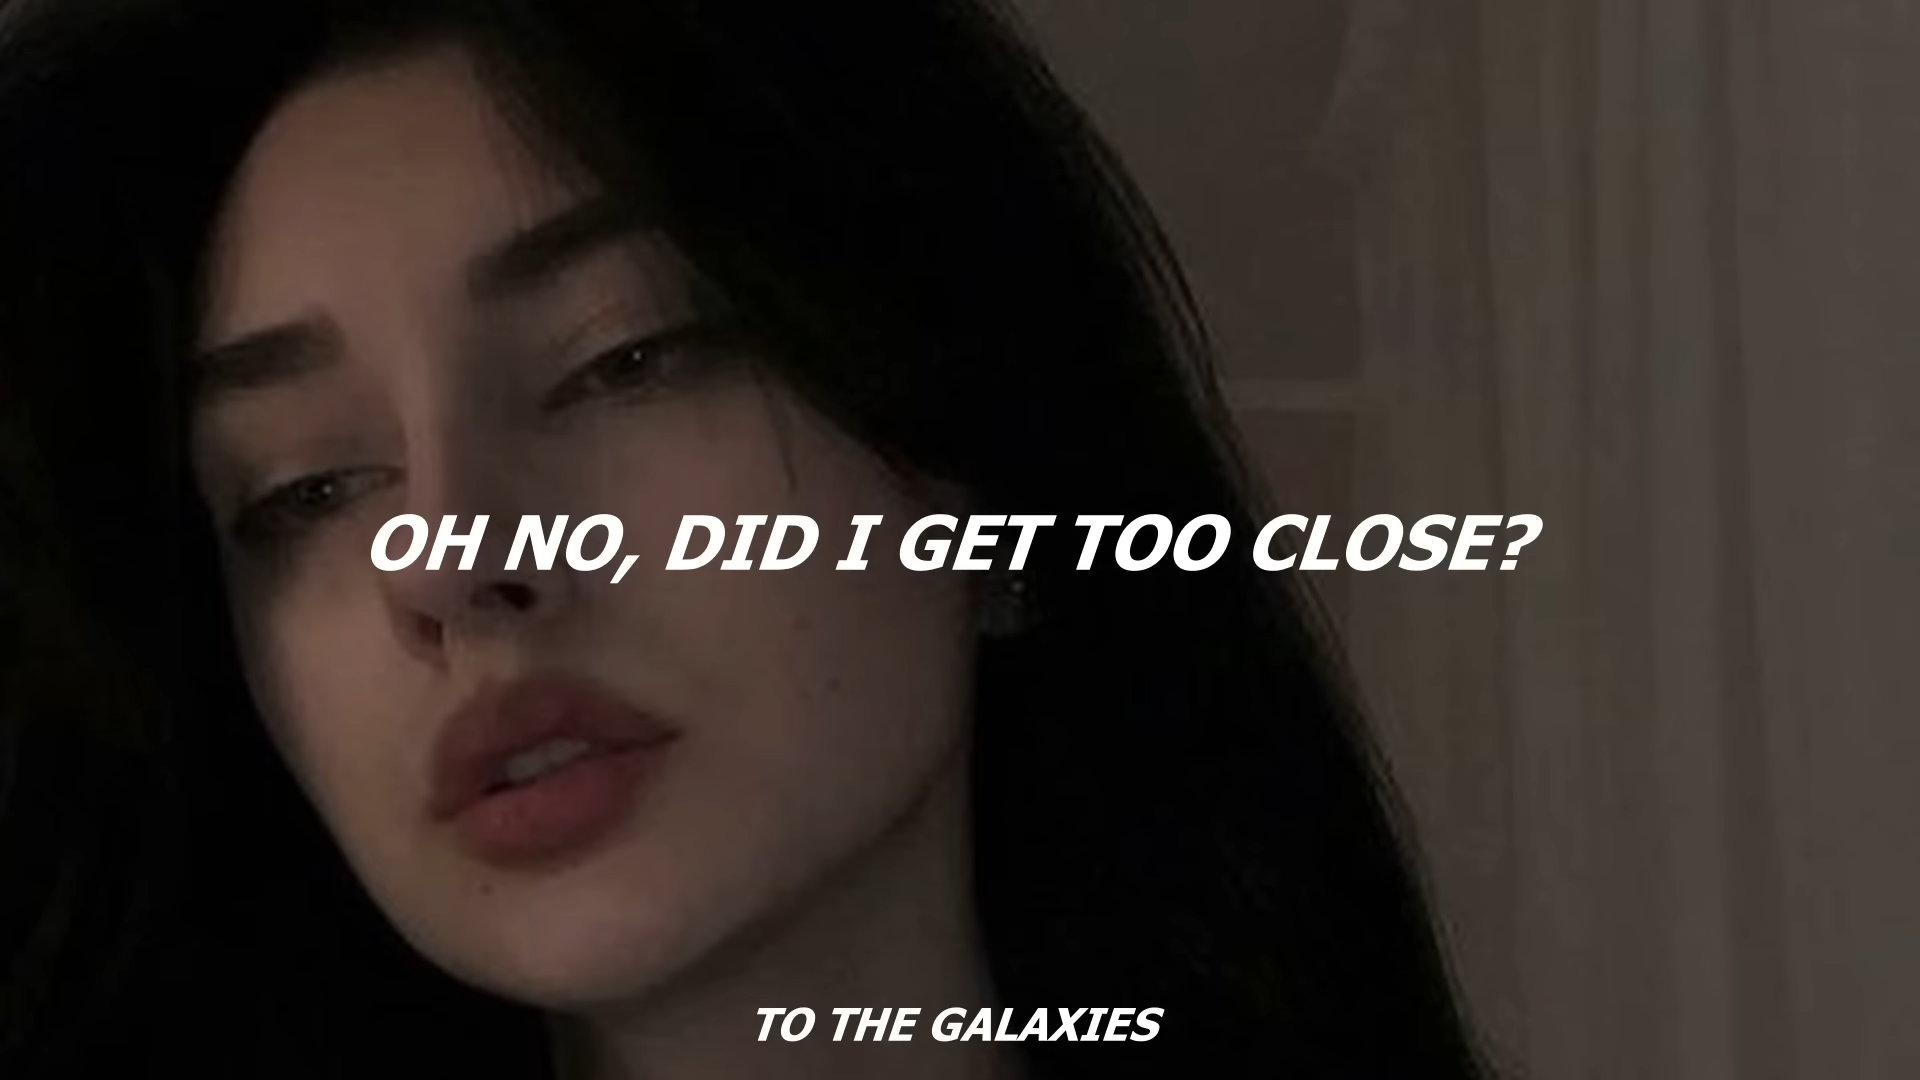 OH NO, DID I GET TOO CLOSE?
TO THE GALAXIES